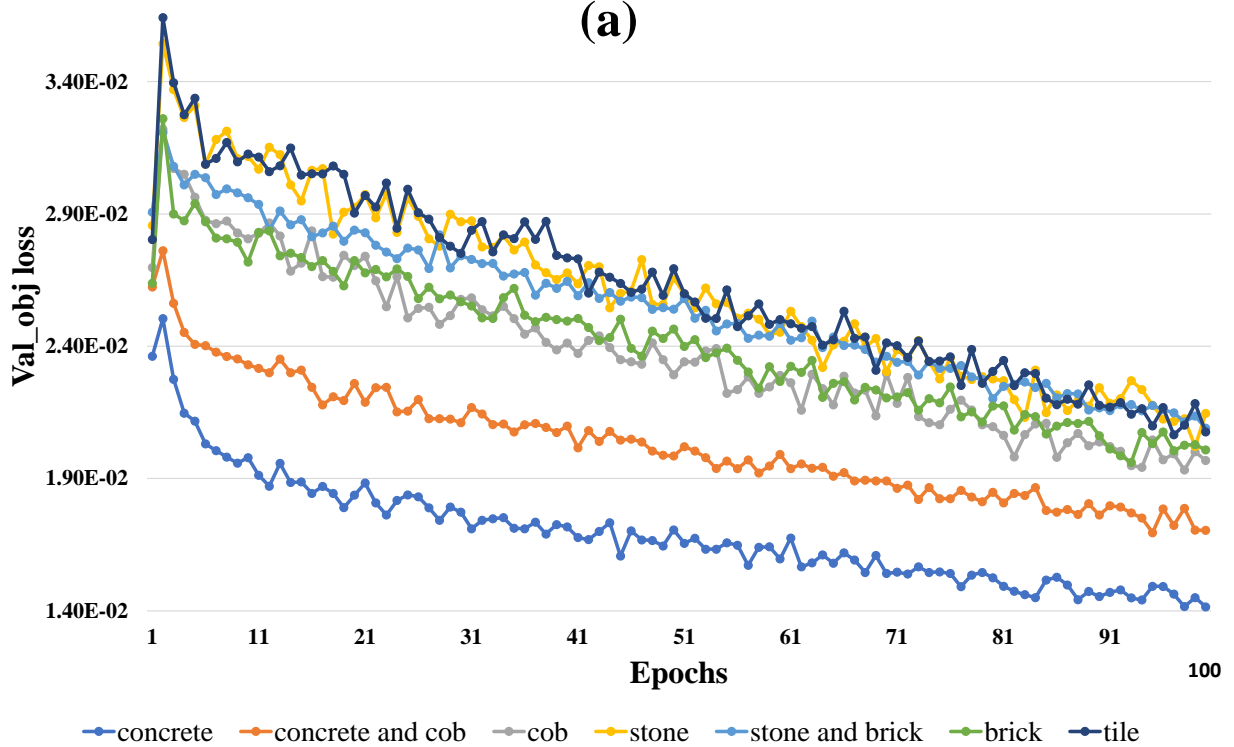 (a)
3.40E-02
2.90E-02
2.40E-02
1.90E-02
1.40E-02
Val_obj loss
1 11 21 31 41 51 61 71 81 91 100
Epochs
concrete concrete and cob cob stone stone and brick brick tile